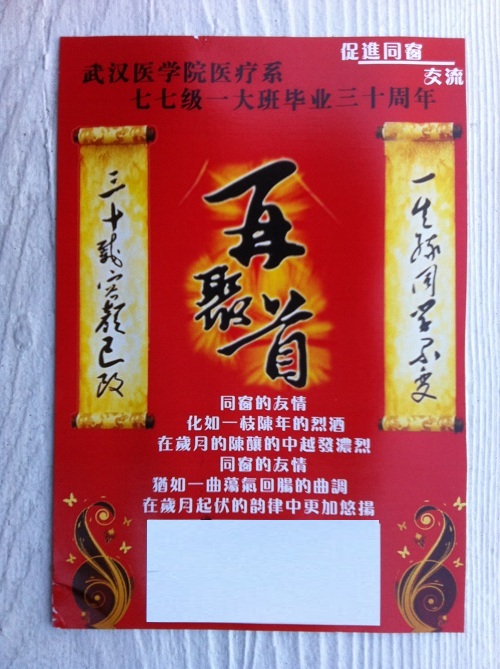 促進同窗
交流
武汉医学院医疗系
七七级一大班毕业三十周年
一生缘同学不变
再聚首
三十载容颜已改
同窗的友情
化如一枝陳年的烈酒
在歲月的陳釀的中越發濃烈
同窗的友情
猶如一曲蕩氣回腸的曲調
在歲月起伏的韵律中更加悠揚